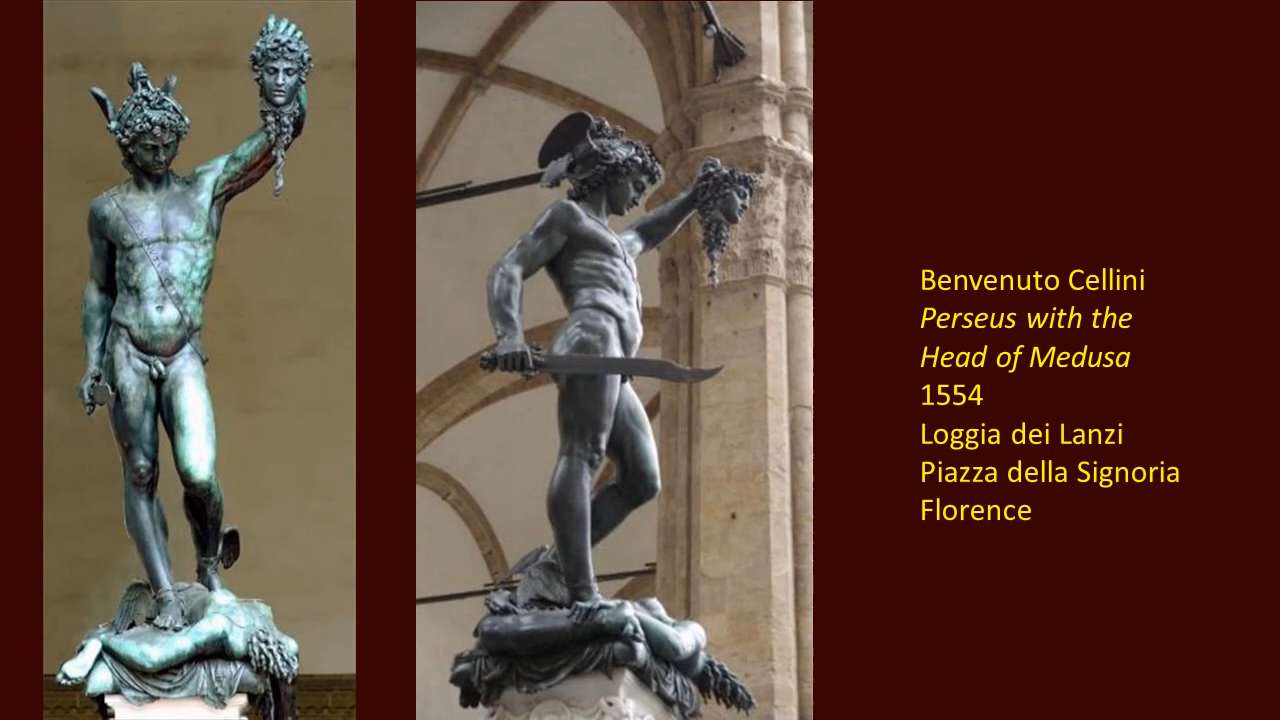 Benvenuto Cellini
Perseus with the
Head of Medusa
1554
Loggia dei Lanzi
Piazza della Signoria
Florence